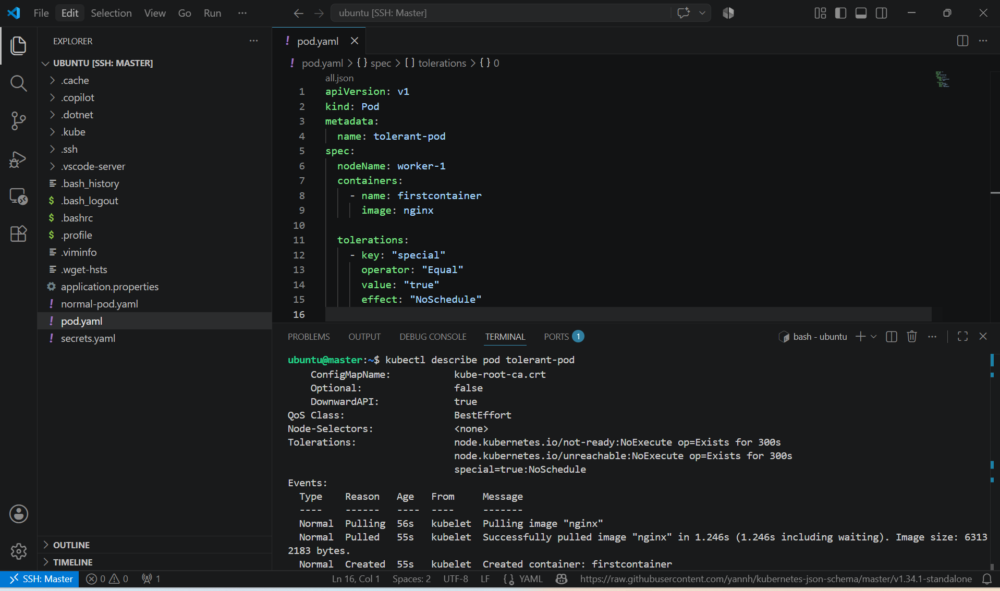 File Edit Selection View Go Run ···
ubuntu [SSH: Master]
EXPLORER
UBUNTU [SSH: MASTER]
.cache
.copilot
.dotnet
.kube
.ssh
.vscode-server
.bash_history
$ .bash_logout
$ .bashrc
$ .profile
.viminfo
.wget-hsts
application.properties
! normal-pod.yaml
! pod.yaml
! secrets.yaml
OUTLINE
TIMELINE
! pod.yaml
! pod.yaml > {} spec > [] tolerations > {} 0
all.json
1 apiVersion: v1
2 kind: Pod
3 metadata:
4 name: tolerant-pod
5 spec:
6 nodeName: worker-1
7 containers:
8 - name: firstcontainer
9 image: nginx
10
11 tolerations:
12 - key: "special"
13 operator: "Equal"
14 value: "true"
15 effect: "NoSchedule"
16
PROBLEMS OUTPUT DEBUG CONSOLE TERMINAL PORTS 1
bash - ubuntu
ubuntu@master:~$ kubectl describe pod tolerant-pod
ConfigMapName: kube-root-ca.crt
Optional: false
DownwardAPI: true
QoS Class: BestEffort
Node-Selectors: <none>
Tolerations: node.kubernetes.io/not-ready:NoExecute op=Exists for 300s
node.kubernetes.io/unreachable:NoExecute op=Exists for 300s
special=true:NoSchedule
Events:
Type Reason Age From Message
---- ------ ---- ---- -------
Normal Pulling 56s kubelet Pulling image "nginx"
Normal Pulled 55s kubelet Successfully pulled image "nginx" in 1.246s (1.246s including waiting). Image size: 6313
2183 bytes.
Normal Created 55s kubelet Created container: firstcontainer
SSH: Master 0 0 1 Ln 16, Col 1 Spaces: 2 UTF-8 LF YAML https://raw.githubusercontent.com/yannh/kubernetes-json-schema/master/v1.34.1-standalone